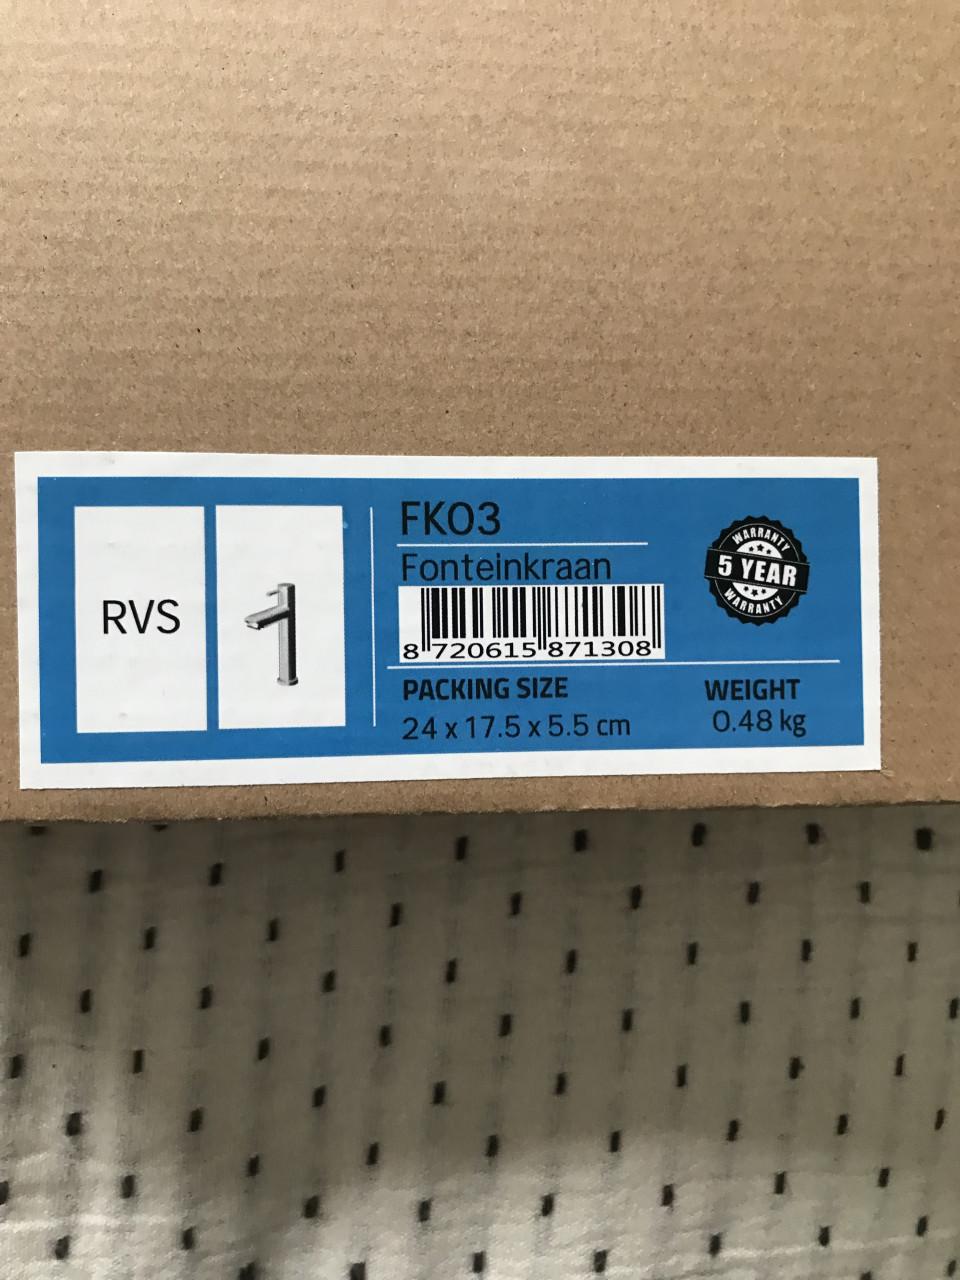 RVS
FK03
Fonteinkraan
8 720615 871308
PACKING SIZE
24 x 17.5 x 5.5 cm
WEIGHT
0.48 kg
WARRANTY
5 YEAR
WARRANTY